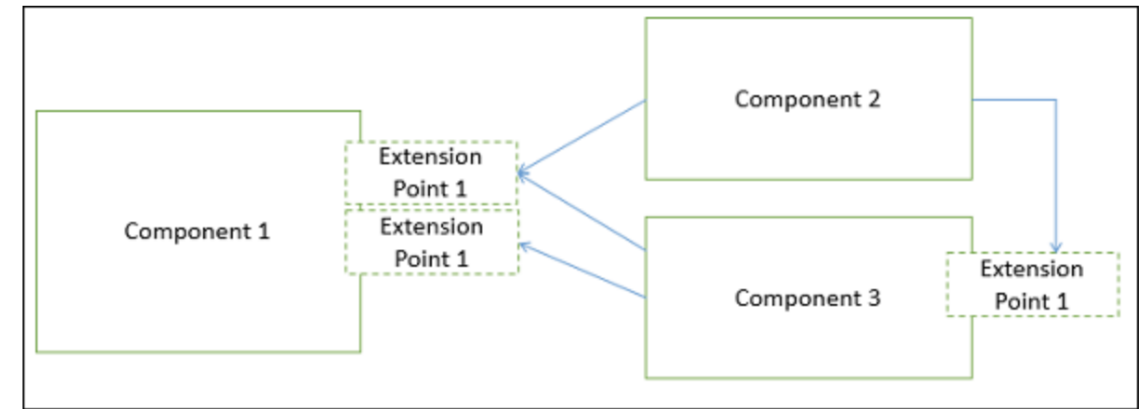 Component 2
Extension
Point 1
Component 1
Extension
Point 1
Extension
Point 1
Component 3